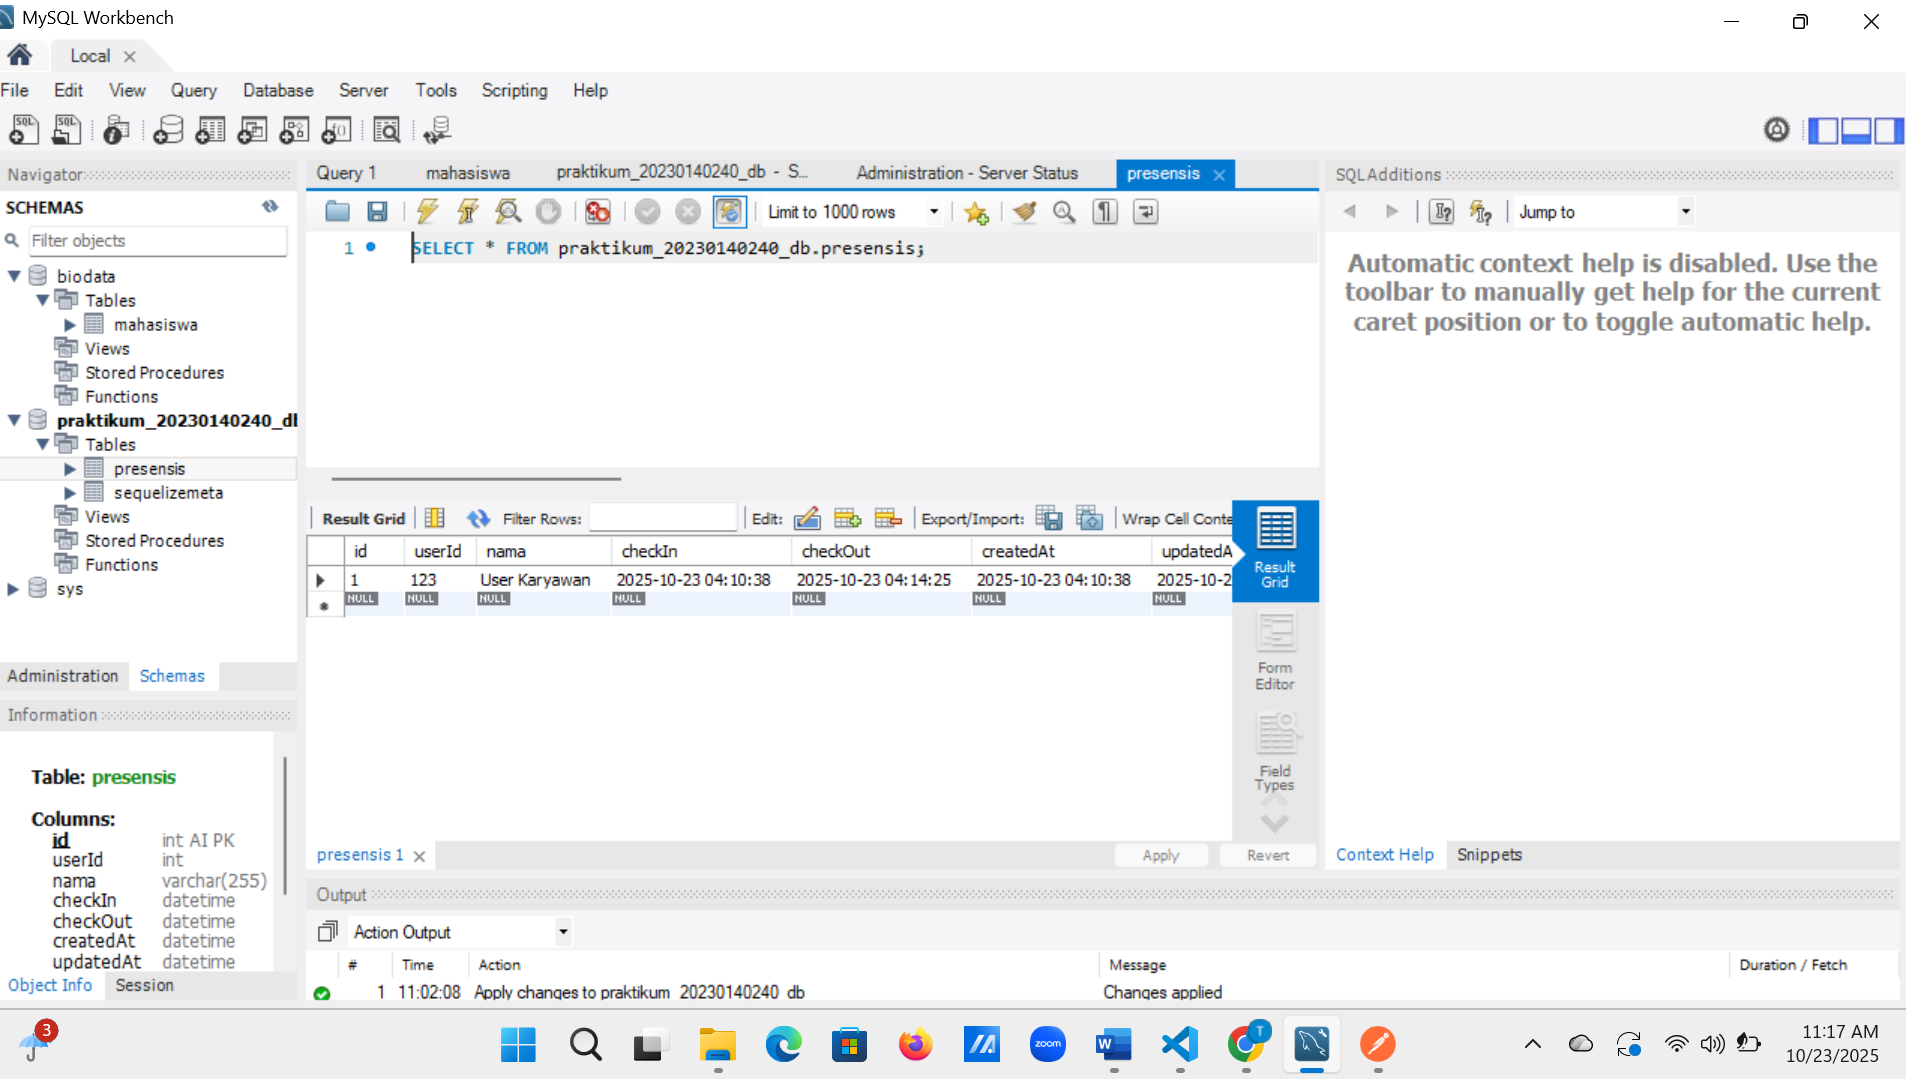 MySQL Workbench
Local
File Edit View Query Database Server Tools Scripting Help
Navigator
SCHEMAS
Filter objects
biodata
Tables
mahasiswa
Views
Stored Procedures
Functions
praktikum_20230140240_d
Tables
presensis
sequelizemeta
Views
Stored Procedures
Functions
sys
Administration Schemas
Information
Table: presensis
Columns:
id int AI PK
userId int
nama varchar(255)
checkIn datetime
checkOut datetime
createdAt datetime
updatedAt datetime
Object Info Session
Query 1 mahasiswa praktikum_20230140240_db - S... Administration - Server Status presensis
Limit to 1000 rows
1 SELECT * FROM praktikum_20230140240_db.presensis;
Result Grid Filter Rows: Edit: Export/Import: Wrap Cell Conte
id userId nama checkIn checkOut createdAt updatedA
1 123 User Karyawan 2025-10-23 04:10:38 2025-10-23 04:14:25 2025-10-23 04:10:38 2025-10-2
NULL NULL NULL NULL NULL NULL NULL
Result Grid
Form Editor
Field Types
presensis 1 Apply Revert
SQLAdditions
Jump to
Automatic context help is disabled. Use the
toolbar to manually get help for the current
caret position or to toggle automatic help.
Context Help Snippets
Output
Action Output
# Time Action Message Duration / Fetch
1 11:02:08 Apply changes to praktikum_20230140240_db Changes applied
3
SQL SQL
zoom
W
T
11:17 AM
10/23/2025